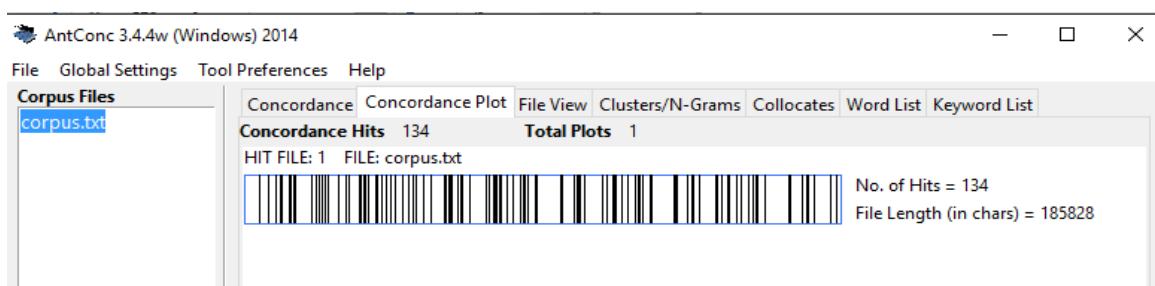 AntConc 3.4.4w (Windows) 2014
File Global Settings Tool Preferences Help
Corpus Files
corpus.txt
Concordance Concordance Plot File View Clusters/N-Grams Collocates Word List Keyword List
Concordance Hits 134 Total Plots 1
HIT FILE: 1 FILE: corpus.txt
No. of Hits = 134
File Length (in chars) = 185828